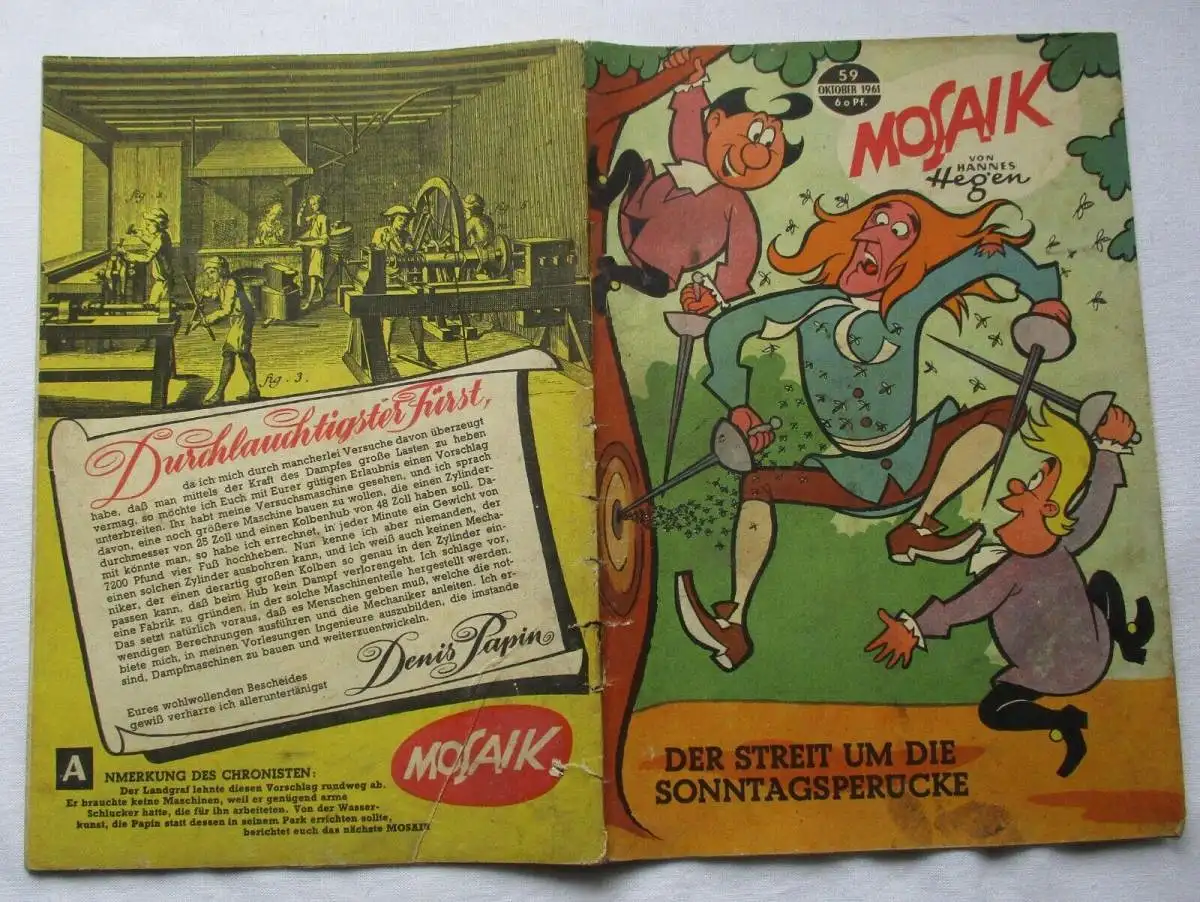 fig. 3.
Durchlauchtigster Fürst,
da ich mich durch mancherlei Versuche davon überzeugt
habe, daß man mittels der Kraft des Dampfes große Lasten zu heben
vermag, so möchte ich Euch mit Eurer gütigen Erlaubnis einen Vorschlag
unterbreiten. Ihr habt meine Versuchsmaschine gesehen, und ich sprach
davon, eine noch größere Maschine bauen zu wollen, die einen Zylinder-
durchmesser von 25 Zoll und einen Kolbenhub von 48 Zoll haben soll. Da-
mit könnte man, so habe ich errechnet, in jeder Minute ein Gewicht von
7200 Pfund vier Fuß hochheben. Nun kenne ich aber niemanden, der
einen solchen Zylinder ausbohren kann, und ich weiß auch keinen Mecha-
niker, der einen derartig großen Kolben so genau in den Zylinder ein-
passen kann, daß beim Hub kein Dampf verlorengeht. Ich schlage vor,
eine Fabrik zu gründen, in der solche Maschinenteile hergestellt werden.
Das setzt natürlich voraus, daß es Menschen geben muß, welche die not-
wendigen Berechnungen ausführen und die Mechaniker anleiten. Ich er-
biete mich, in meinen Vorlesungen Ingenieure auszubilden, die imstande
sind, Dampfmaschinen zu bauen und weiterzuentwickeln.
Eures wohlwollenden Bescheides
gewiß verharre ich alleruntertänigst
Denis Papin
MOSAIK
ANMERKUNG DES CHRONISTEN:
Der Landgraf lehnte diesen Vorschlag rundweg ab.
Er brauchte keine Maschinen, weil er genügend arme
Schlucker hatte, die für ihn arbeiteten. Von der Wasser-
kunst, die Papin statt dessen in seinem Park errichten sollte,
berichtet euch das nächste MOSAIK
59
OKTOBER 1961
60 Pf.
MOSAIK
VON
HANNES
Hegen
DER STREIT UM DIE
SONNTAGSPERÜCKE